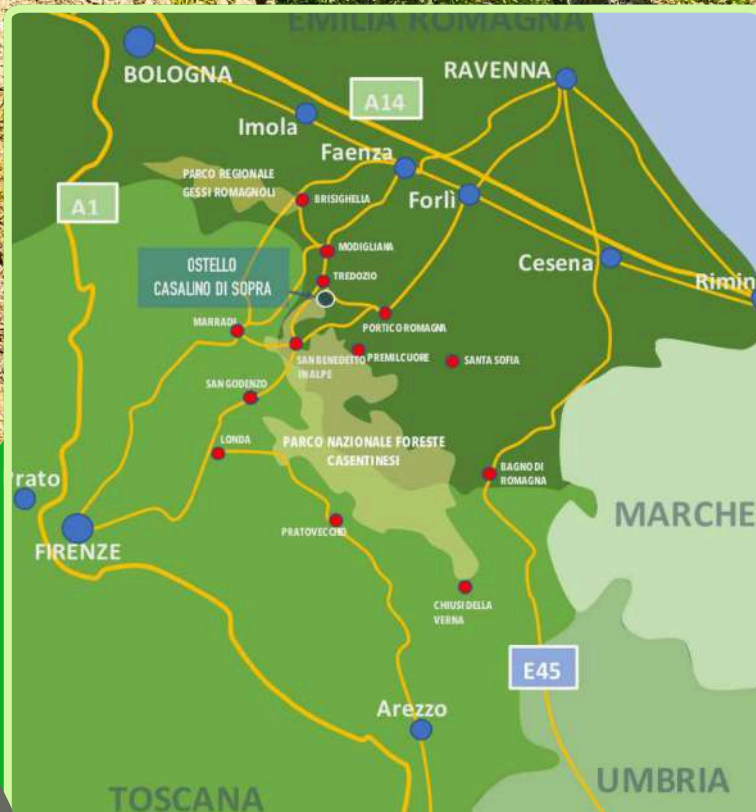 EMILIA ROMAGNA
BOLOGNA
RAVENNA
A14
Imola
Faenza
PARCO REGIONALE
GESSI ROMAGNOLI
BRISIGHELLA
Forlì
A1
MODIGLIANA
OSTELLO
CASALINO DI SOPRA
TREDOZIO
Cesena
Rimin
MARRADI
PORTICO ROMAGNA
SAN BENEDETTO
IN ALPE
PREMILCUORE
SANTA SOFIA
SAN GODENZO
LONDA
PARCO NAZIONALE FORESTE
CASENTINESI
BAGNO DI
ROMAGNA
rato
MARCHE
FIRENZE
PRATOVECCHIO
CHIUSI DELLA
VERNA
E45
Arezzo
UMBRIA
TOSCANA